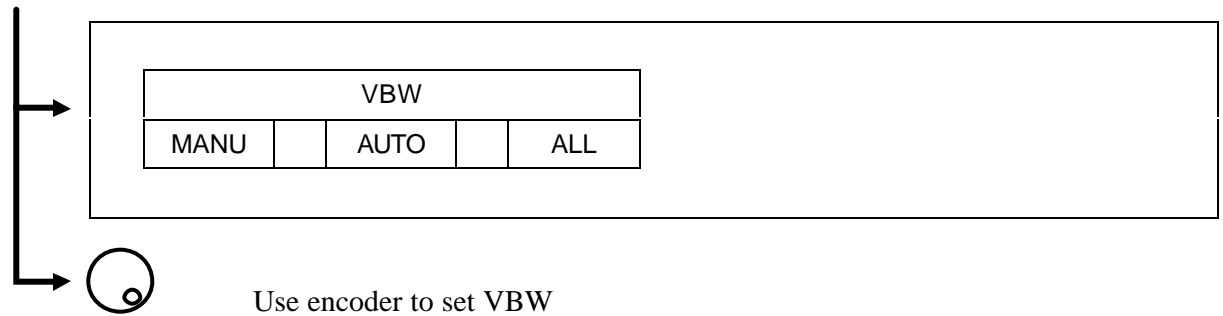 VBW
MANU AUTO ALL
Use encoder to set VBW